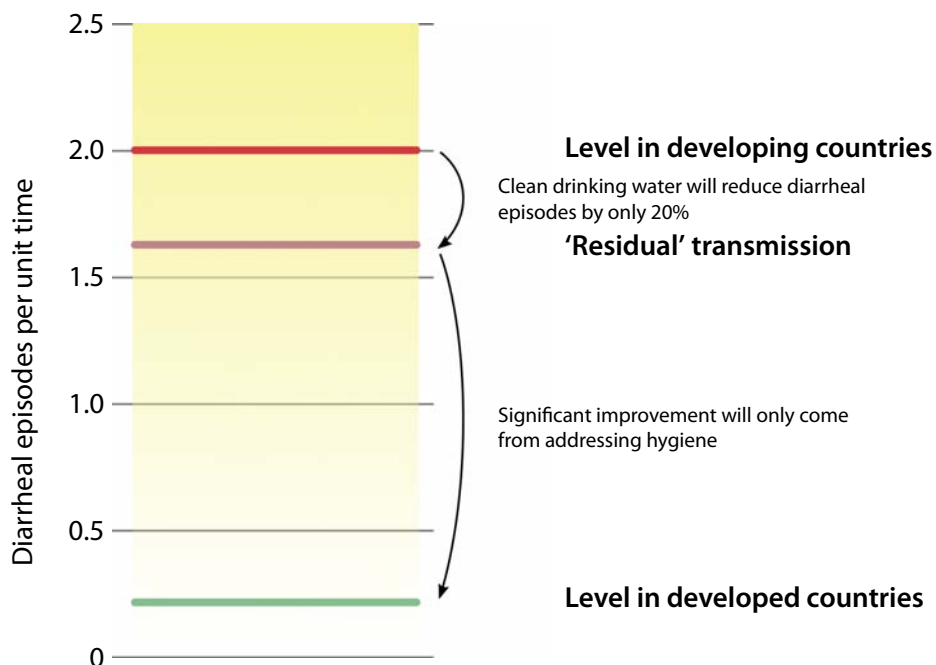 2.5
2.0
1.5
1.0
0.5
0
Diarrheal episodes per unit time
Level in developing countries
Clean drinking water will reduce diarrheal
episodes by only 20%
‘Residual’ transmission
Significant improvement will only come
from addressing hygiene
Level in developed countries